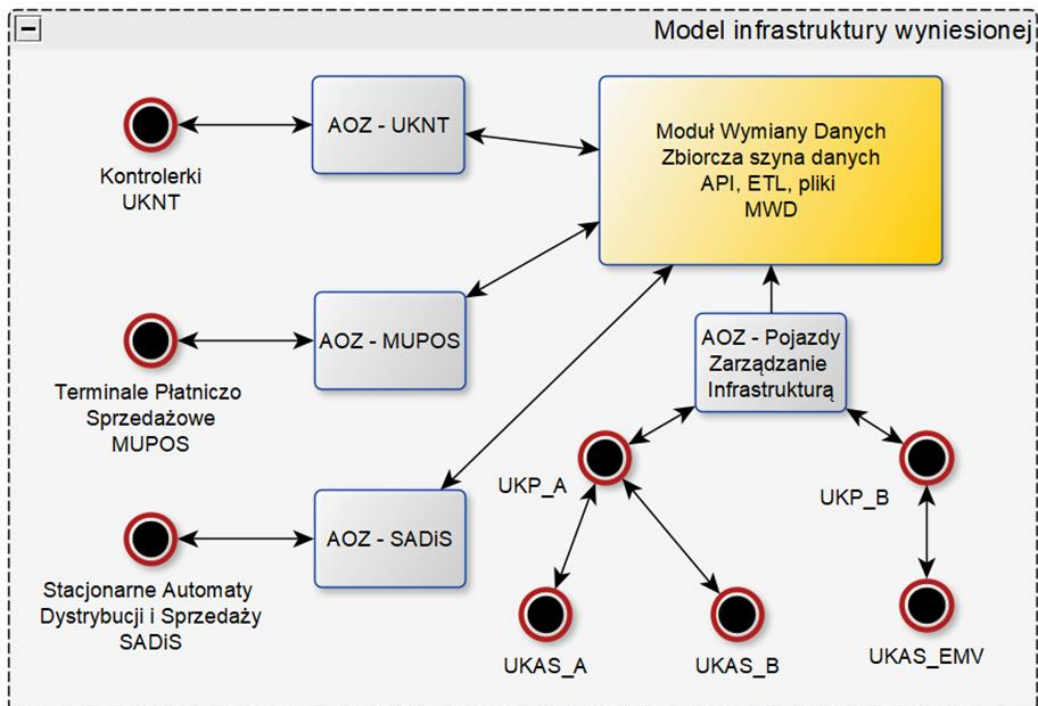 Model infrastruktury wyniesionej
Kontrolerki
UKNT
AOZ - UKNT
Moduł Wymiany Danych
Zbiorcza szyna danych
API, ETL, pliki
MWD
Terminale Płatniczo
Sprzedażowe
MUPOS
AOZ - MUPOS
AOZ - Pojazdy
Zarządzanie
Infrastrukturą
Stacjonarne Automaty
Dystrybucji i Sprzedaży
SADiS
AOZ - SADiS
UKP_A
UKP_B
UKAS_A
UKAS_B
UKAS_EMV